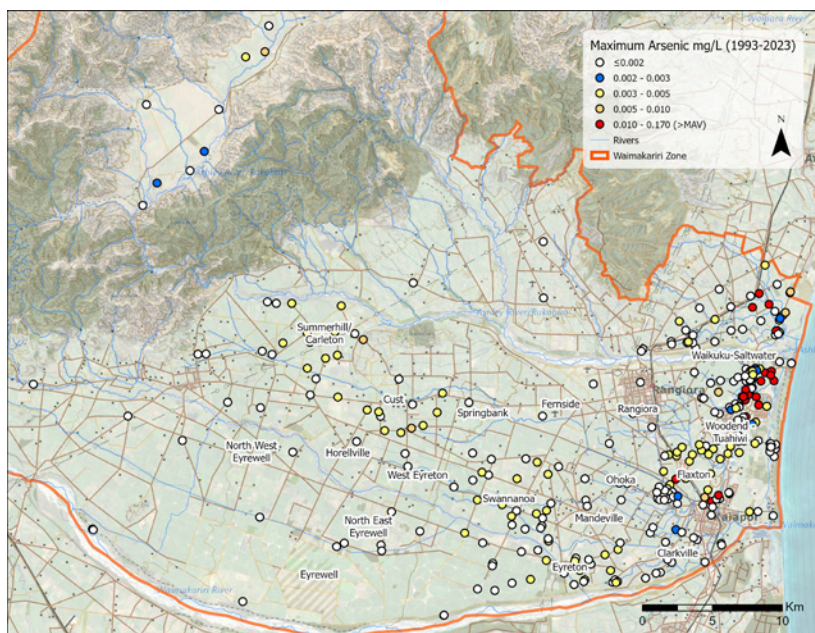 Maximum Arsenic mg/L (1993-2023)
≤0.002
0.002 - 0.003
0.003 - 0.005
0.005 - 0.010
0.010 - 0.170 (>MAV)
Rivers
Waimakariri Zone
N
Summerhill/
Carleton
Waikuku-Saltwater
Rangiora
Cust
Springbank
Fernside
Rangiora
Woodend
Tuahiwi
North West
Eyrewell
Horellville
West Eyreton
Ohoka
Flaxton
Swannanoa
Mandeville
North East
Eyrewell
Kaiapoi
Clarkville
Eyreton
Eyrewell
Waimakariri River
Km
0 5 10